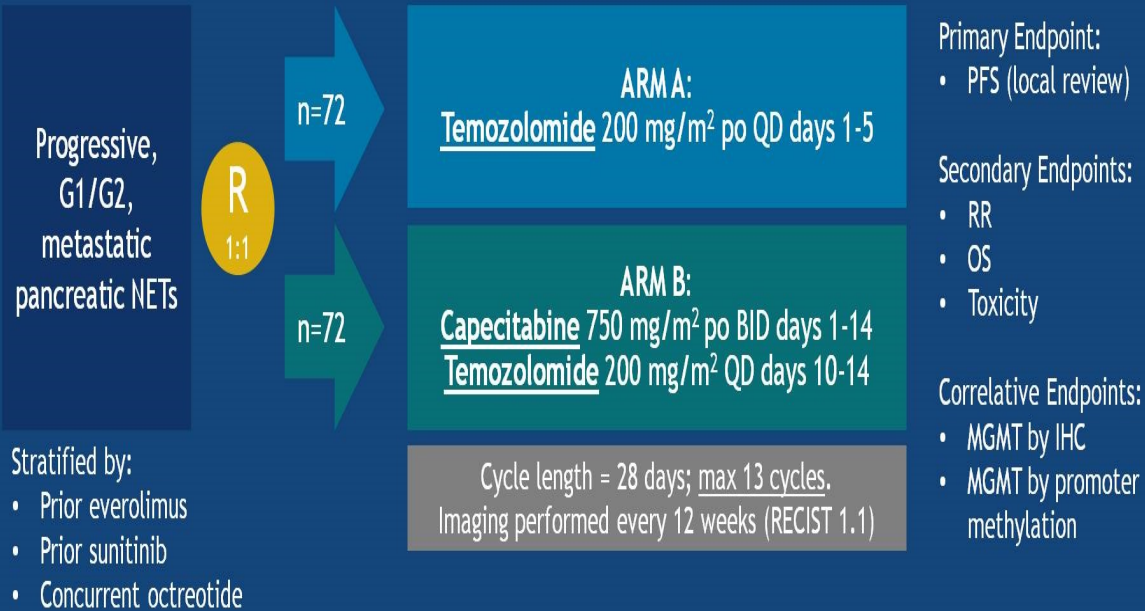 Progressive,
G1/G2,
metastatic
pancreatic NETs
R
1:1
n=72
n=72
ARM A:
Temozolomide 200 mg/m² po QD days 1-5
ARM B:
Capecitabine 750 mg/m² po BID days 1-14
Temozolomide 200 mg/m² QD days 10-14
Cycle length = 28 days; max 13 cycles.
Imaging performed every 12 weeks (RECIST 1.1)
Stratified by:
• Prior everolimus
• Prior sunitinib
• Concurrent octreotide
Primary Endpoint:
• PFS (local review)
Secondary Endpoints:
• RR
• OS
• Toxicity
Correlative Endpoints:
• MGMT by IHC
• MGMT by promoter
methylation